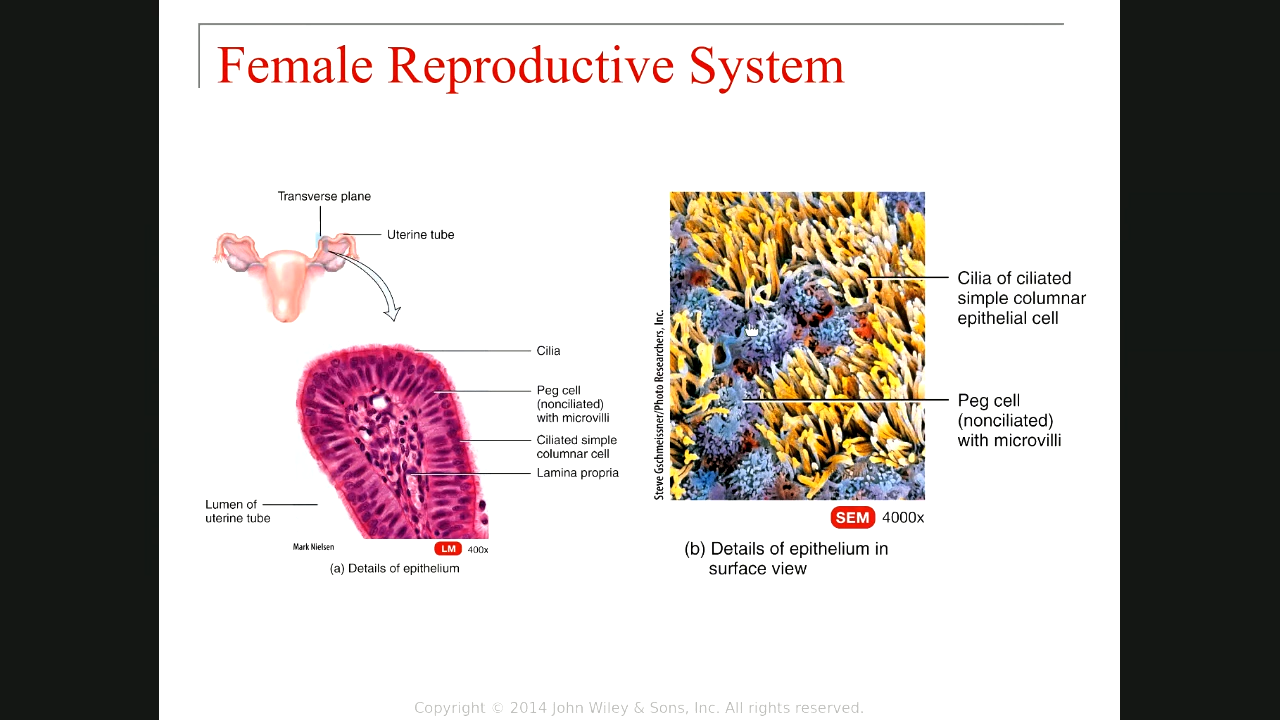 Female Reproductive System
Transverse plane
Uterine tube
Cilia
Peg cell
(nonciliated)
with microvilli
Ciliated simple
columnar cell
Lamina propria
Lumen of
uterine tube
Mark Nielsen
LM 400x
(a) Details of epithelium
Steve Gschmeissner/Photo Researchers, Inc.
Cilia of ciliated
simple columnar
epithelial cell
Peg cell
(nonciliated)
with microvilli
SEM 4000x
(b) Details of epithelium in
surface view
Copyright © 2014 John Wiley & Sons, Inc. All rights reserved.